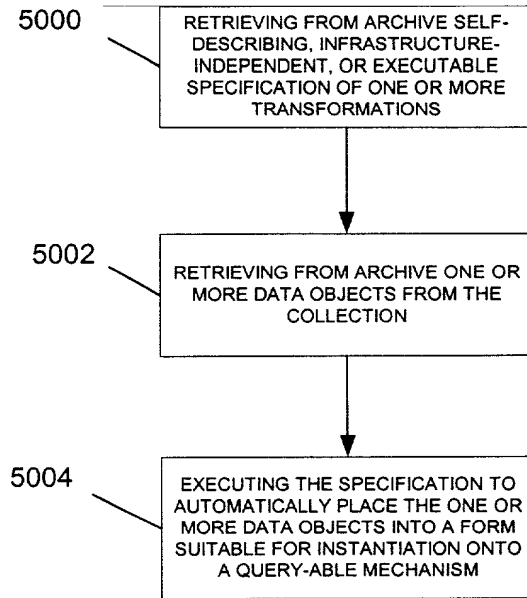 5000
RETRIEVING FROM ARCHIVE SELF-
DESCRIBING, INFRASTRUCTURE-
INDEPENDENT, OR EXECUTABLE
SPECIFICATION OF ONE OR MORE
TRANSFORMATIONS
5002
RETRIEVING FROM ARCHIVE ONE OR
MORE DATA OBJECTS FROM THE
COLLECTION
5004
EXECUTING THE SPECIFICATION TO
AUTOMATICALLY PLACE THE ONE OR
MORE DATA OBJECTS INTO A FORM
SUITABLE FOR INSTANTIATION ONTO
A QUERY-ABLE MECHANISM